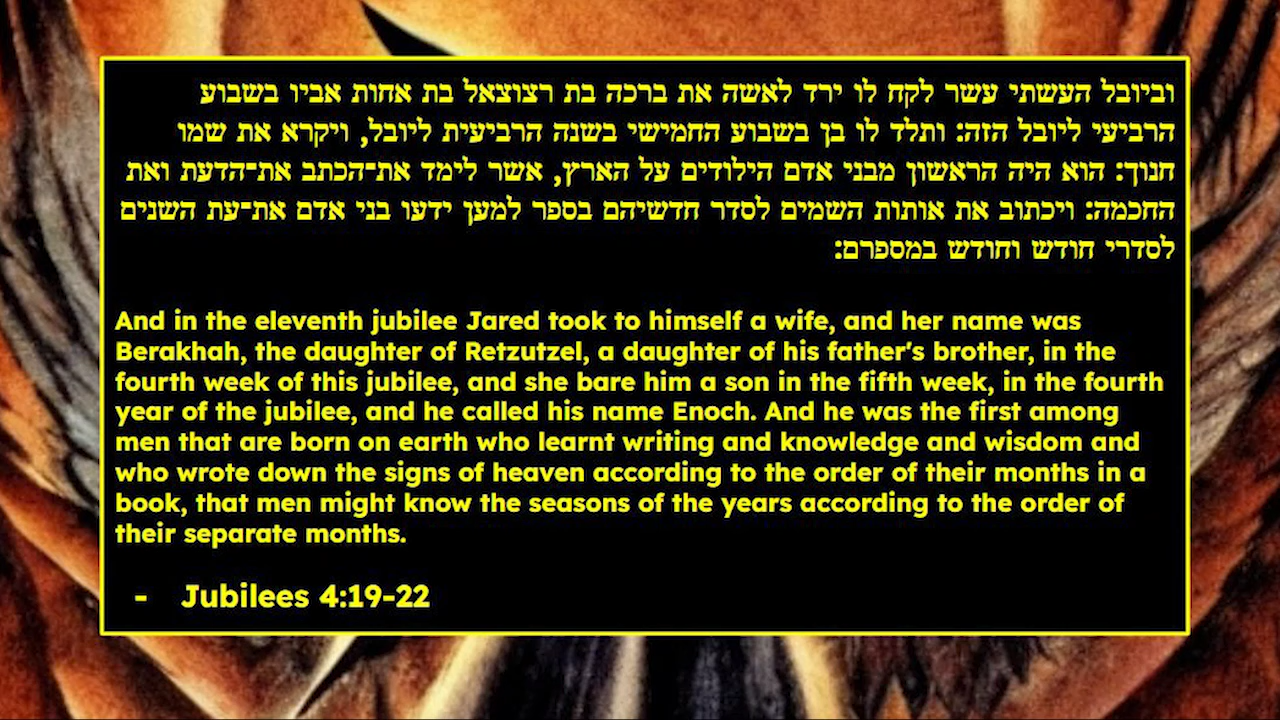 וביובל העשתי עשר לקח לו ירד לאשה את ברכה בת רצוצאל בת אחות אביו בשבוע
הרביעי ליובל הזה: ותלד לו בן בשבוע החמישי בשנה הרביעית ליובל, ויקרא את שמו
חנוך: הוא היה הראשון מבני אדם הילודים על הארץ, אשר לימד את־הכתב את־הדעת ואת
החכמה: ויכתוב את אותות השמים לסדר חדשיהם בספר למען ידעו בני אדם את־עת השנים
לסדרי חודש וחודש במספרם:
And in the eleventh jubilee Jared took to himself a wife, and her name was
Berakhah, the daughter of Retzutzel, a daughter of his father's brother, in the
fourth week of this jubilee, and she bare him a son in the fifth week, in the fourth
year of the jubilee, and he called his name Enoch. And he was the first among
men that are born on earth who learnt writing and knowledge and wisdom and
who wrote down the signs of heaven according to the order of their months in a
book, that men might know the seasons of the years according to the order of
their separate months.
- Jubilees 4:19-22